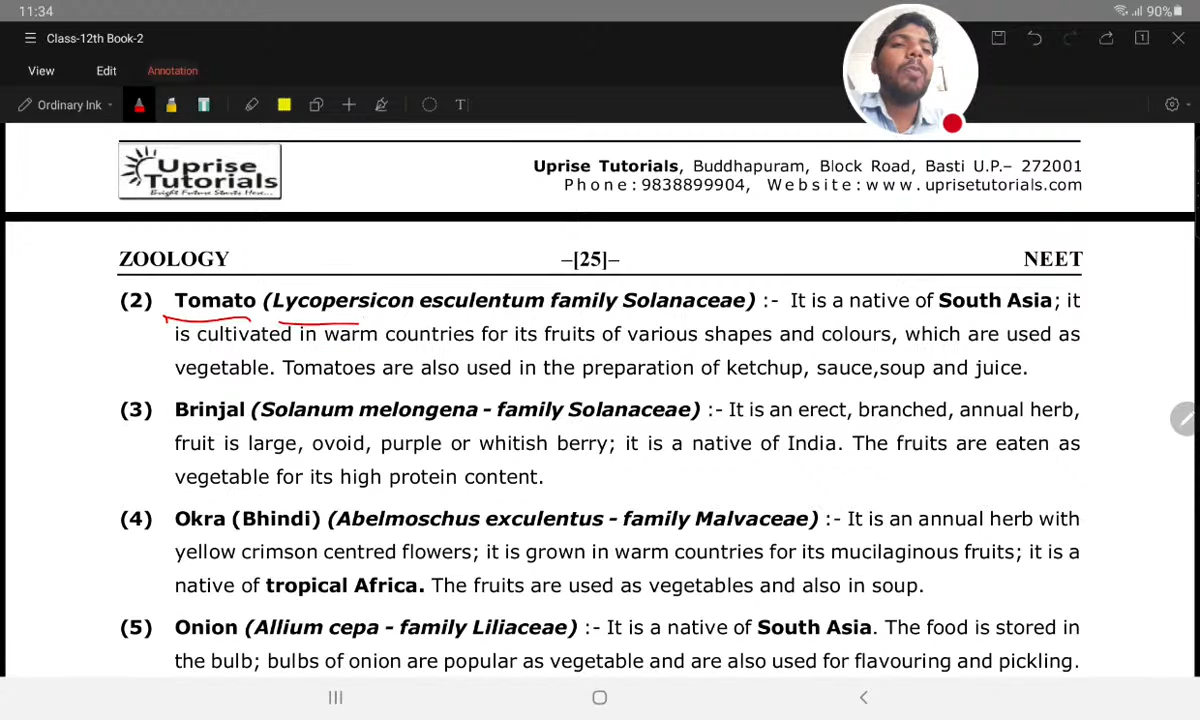 11:34
90%
Class-12th Book-2
1
View Edit Annotation
Ordinary Ink
T
Uprise
Tutorials
Bright Future Starts Here...
Uprise Tutorials, Buddhapuram, Block Road, Basti U.P.– 272001
Phone:9838899904, Website:www.uprisetutorials.com
ZOOLOGY –[25]– NEET
(2) Tomato (Lycopersicon esculentum family Solanaceae) :- It is a native of South Asia; it
is cultivated in warm countries for its fruits of various shapes and colours, which are used as
vegetable. Tomatoes are also used in the preparation of ketchup, sauce,soup and juice.
(3) Brinjal (Solanum melongena - family Solanaceae) :- It is an erect, branched, annual herb,
fruit is large, ovoid, purple or whitish berry; it is a native of India. The fruits are eaten as
vegetable for its high protein content.
(4) Okra (Bhindi) (Abelmoschus exculentus - family Malvaceae) :- It is an annual herb with
yellow crimson centred flowers; it is grown in warm countries for its mucilaginous fruits; it is a
native of tropical Africa. The fruits are used as vegetables and also in soup.
(5) Onion (Allium cepa - family Liliaceae) :- It is a native of South Asia. The food is stored in
the bulb; bulbs of onion are popular as vegetable and are also used for flavouring and pickling.